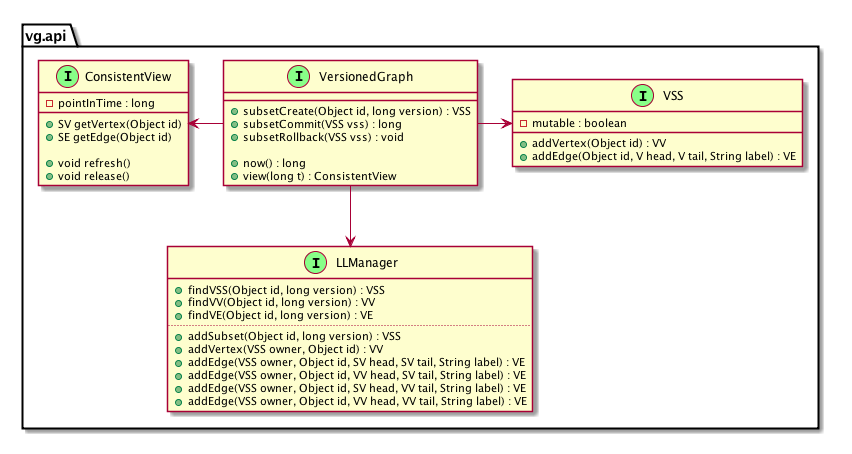 vg.api
I ConsistentView
pointInTime : long
SV getVertex(Object id)
SE getEdge(Object id)
void refresh()
void release()
I VersionedGraph
subsetCreate(Object id, long version) : VSS
subsetCommit(VSS vss) : long
subsetRollback(VSS vss) : void
now() : long
view(long t) : ConsistentView
I VSS
mutable : boolean
addVertex(Object id) : VV
addEdge(Object id, V head, V tail, String label) : VE
I LLManager
findVSS(Object id, long version) : VSS
findVV(Object id, long version) : VV
findVE(Object id, long version) : VE
addSubset(Object id, long version) : VSS
addVertex(VSS owner, Object id) : VV
addEdge(VSS owner, Object id, SV head, SV tail, String label) : VE
addEdge(VSS owner, Object id, VV head, SV tail, String label) : VE
addEdge(VSS owner, Object id, SV head, VV tail, String label) : VE
addEdge(VSS owner, Object id, VV head, VV tail, String label) : VE